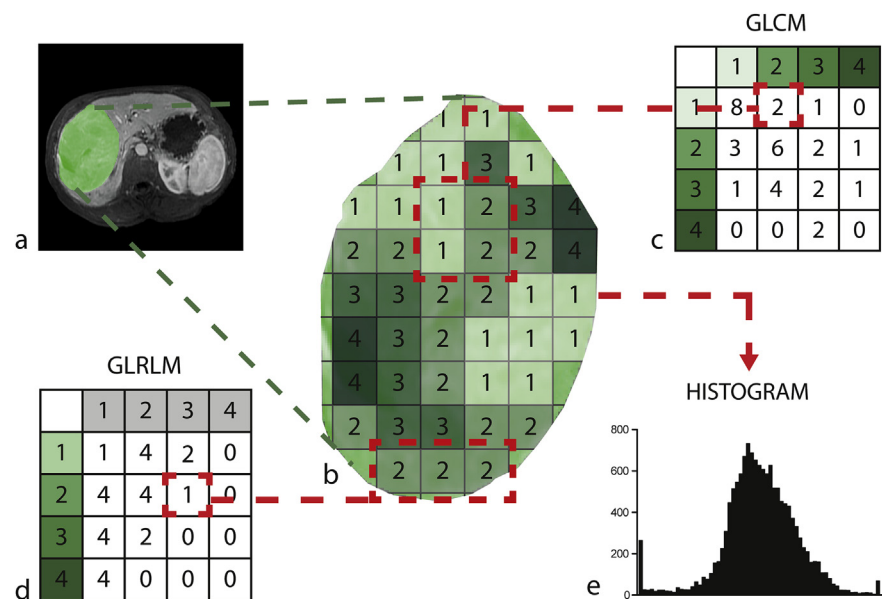 GLCM
1 2 3 4
1 8 2 1 0
2 3 6 2 1
3 1 4 2 1
4 0 0 2 0
c
a
1 1
1 1 3 1
1 1 1 2 3 4
2 2 1 2 2 4
3 3 2 2 1 1
4 3 2 1 1 1
4 3 2 1 1
2 3 3 2 2
2 2 2
b
GLRLM
1 2 3 4
1 1 4 2 0
2 4 4 1 0
3 4 2 0 0
4 4 0 0 0
d
HISTOGRAM
800
600
400
200
0
e